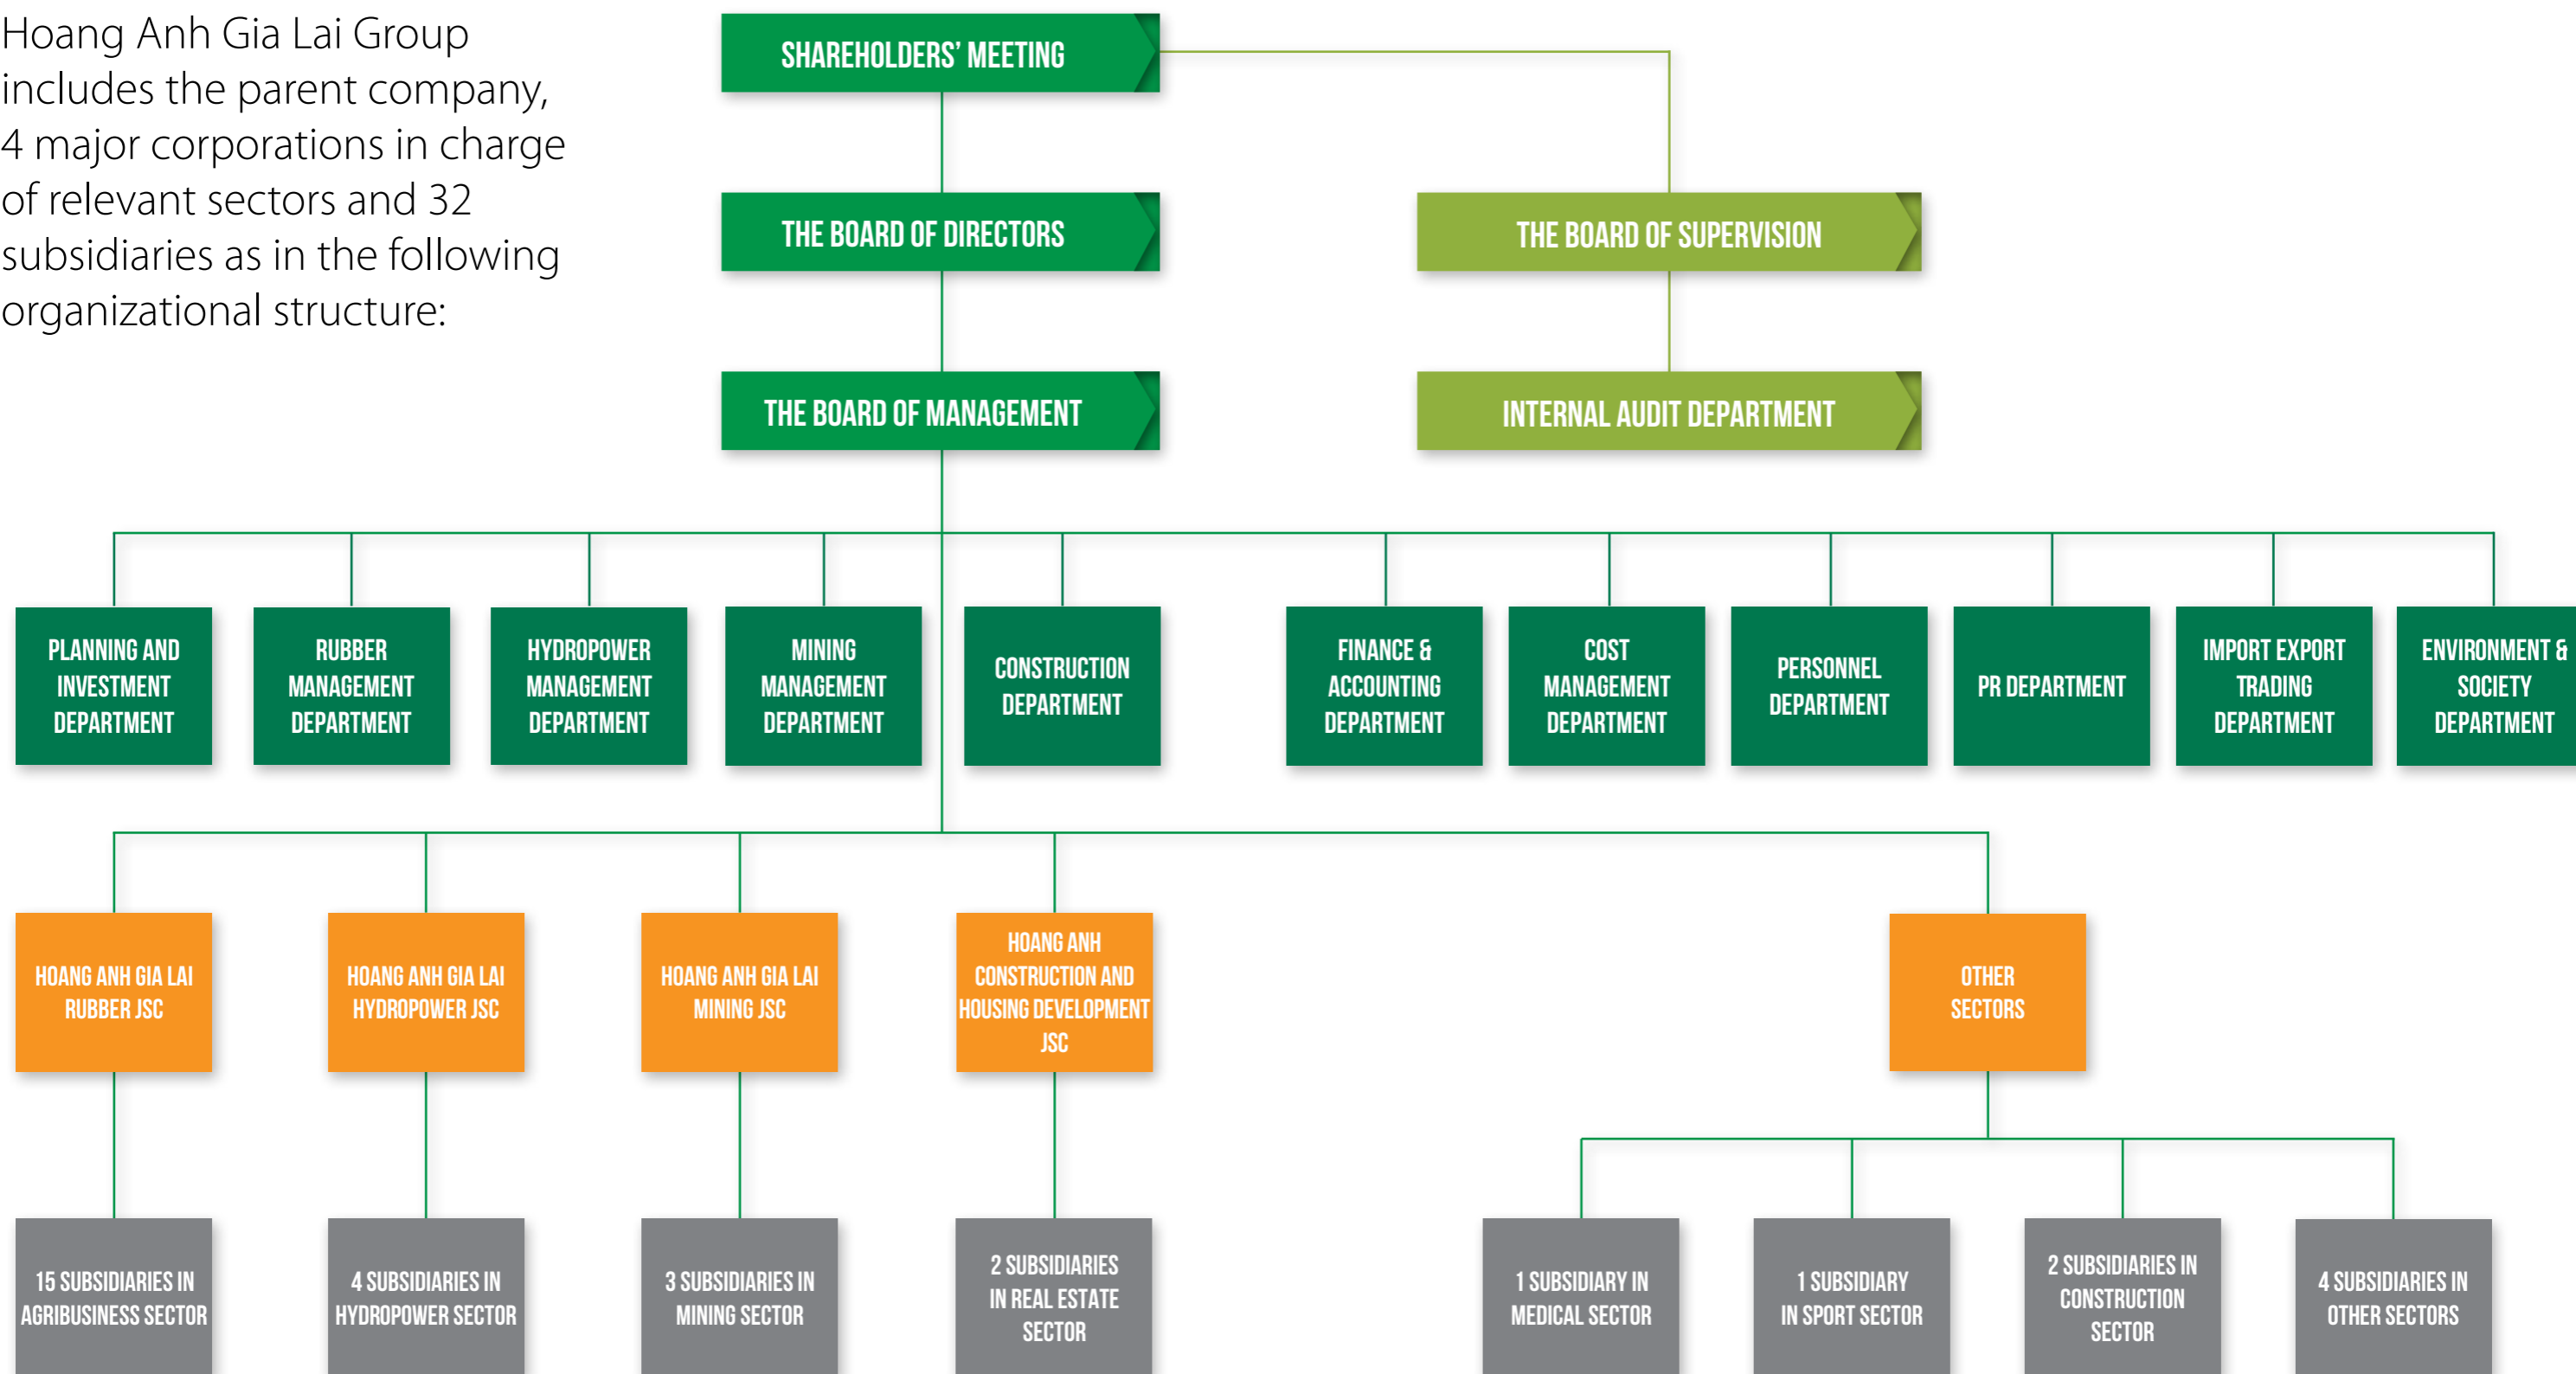 Hoang Anh Gia Lai Group
includes the parent company,
4 major corporations in charge
of relevant sectors and 32
subsidiaries as in the following
organizational structure:
SHAREHOLDERS' MEETING
THE BOARD OF DIRECTORS
THE BOARD OF SUPERVISION
THE BOARD OF MANAGEMENT
INTERNAL AUDIT DEPARTMENT
PLANNING AND
INVESTMENT
DEPARTMENT
RUBBER
MANAGEMENT
DEPARTMENT
HYDROPOWER
MANAGEMENT
DEPARTMENT
MINING
MANAGEMENT
DEPARTMENT
CONSTRUCTION
DEPARTMENT
FINANCE &
ACCOUNTING
DEPARTMENT
COST
MANAGEMENT
DEPARTMENT
PERSONNEL
DEPARTMENT
PR DEPARTMENT
IMPORT EXPORT
TRADING
DEPARTMENT
ENVIRONMENT &
SOCIETY
DEPARTMENT
HOANG ANH GIA LAI
RUBBER JSC
HOANG ANH GIA LAI
HYDROPOWER JSC
HOANG ANH GIA LAI
MINING JSC
HOANG ANH
CONSTRUCTION AND
HOUSING DEVELOPMENT
JSC
OTHER
SECTORS
15 SUBSIDIARIES IN
AGRIBUSINESS SECTOR
4 SUBSIDIARIES IN
HYDROPOWER SECTOR
3 SUBSIDIARIES IN
MINING SECTOR
2 SUBSIDIARIES
IN REAL ESTATE
SECTOR
1 SUBSIDIARY IN
MEDICAL SECTOR
1 SUBSIDIARY
IN SPORT SECTOR
2 SUBSIDIARIES IN
CONSTRUCTION
SECTOR
4 SUBSIDIARIES IN
OTHER SECTORS